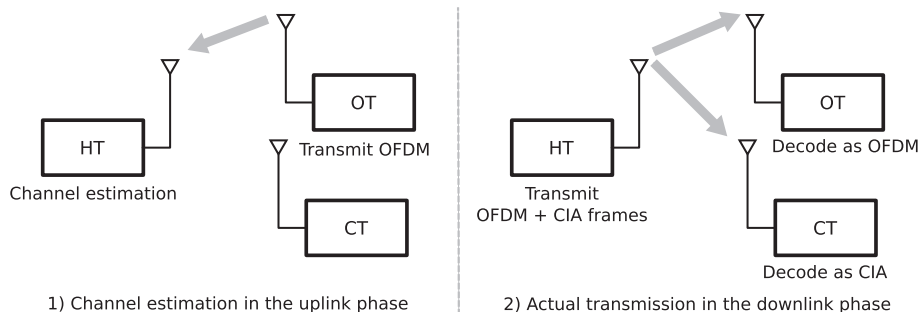 OT
Transmit OFDM
HT
Channel estimation
CT
1) Channel estimation in the uplink phase
OT
Decode as OFDM
HT
Transmit
OFDM + CIA frames
CT
Decode as CIA
2) Actual transmission in the downlink phase